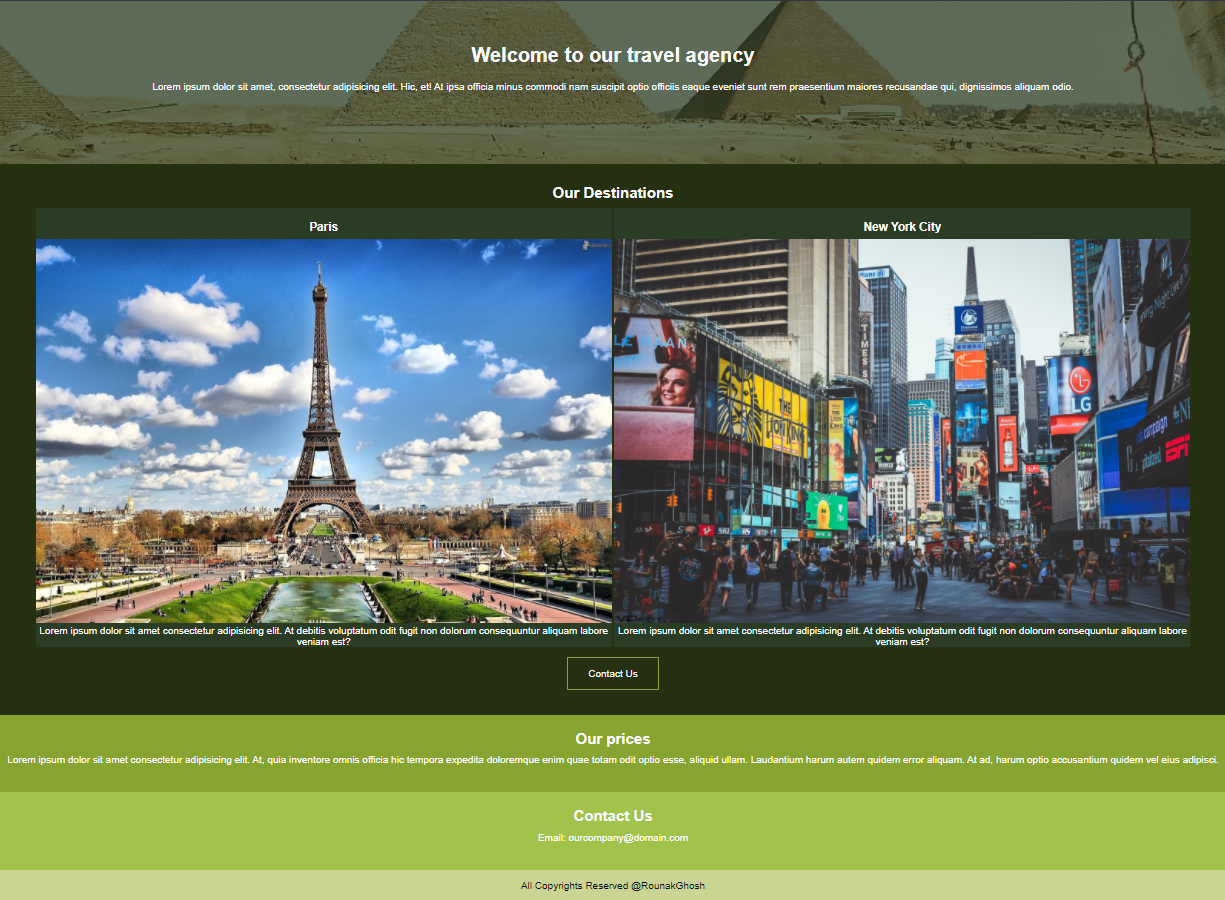 Welcome to our travel agency
Lorem ipsum dolor sit amet, consectetur adipisicing elit. Hic, et! At ipsa officia minus commodi nam suscipit optio officiis eaque eveniet sunt rem praesentium maiores recusandae qui, dignissimos aliquam odio.
Our Destinations
Paris
New York City
TIMES
THE
LG
campaign
ESPN
Lorem ipsum dolor sit amet consectetur adipisicing elit. At debitis voluptatum odit fugit non dolorum consequuntur aliquam labore
veniam est?
Lorem ipsum dolor sit amet consectetur adipisicing elit. At debitis voluptatum odit fugit non dolorum consequuntur aliquam labore
veniam est?
Contact Us
Our prices
Lorem ipsum dolor sit amet consectetur adipisicing elit. At, quia inventore omnis officia hic tempora expedita doloremque enim quae totam odit optio esse, aliquid ullam. Laudantium harum autem quidem error aliquam. At ad, harum optio accusantium quidem vel eius adipisci.
Contact Us
Email: ourcompany@domain.com
All Copyrights Reserved @RounakGhosh